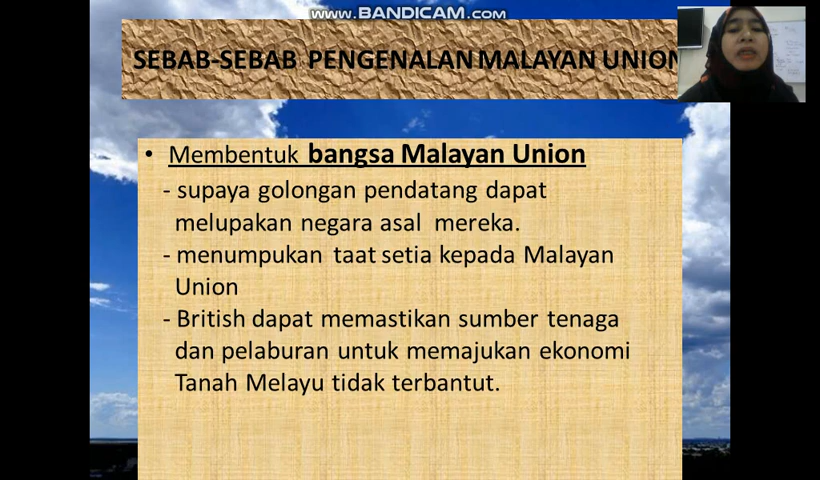 www.BANDICAM.com
SEBAB-SEBAB PENGENALAN MALAYAN UNION
• Membentuk bangsa Malayan Union
- supaya golongan pendatang dapat
melupakan negara asal mereka.
- menumpukan taat setia kepada Malayan
Union
- British dapat memastikan sumber tenaga
dan pelaburan untuk memajukan ekonomi
Tanah Melayu tidak terbantut.